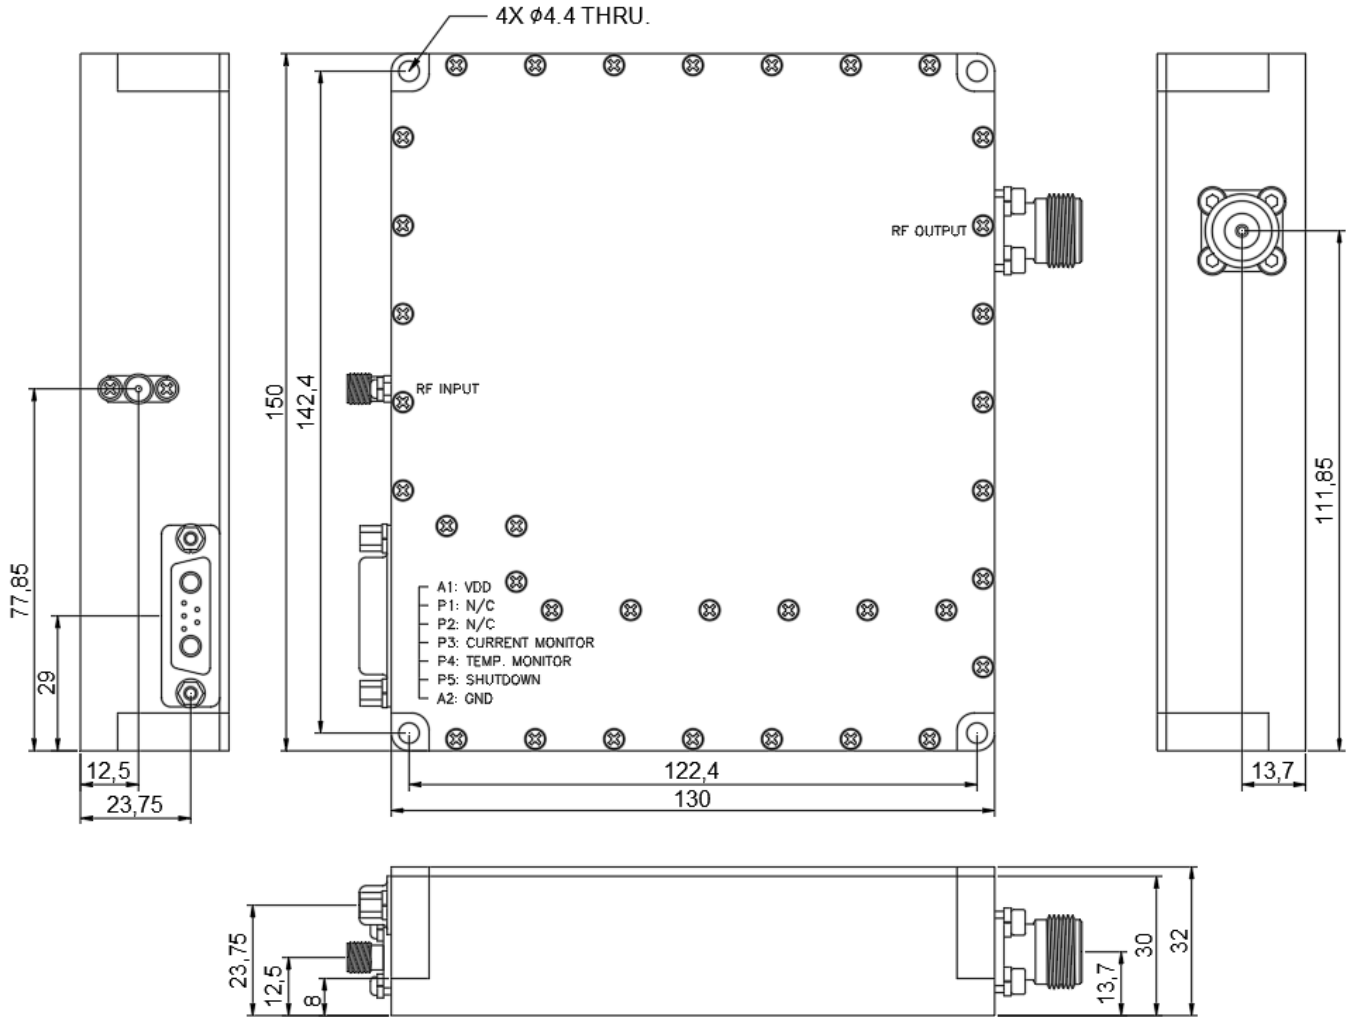 4X ø4.4 THRU.
RF OUTPUT
RF INPUT
150
142,4
77,85
29
111,85
A1: VDD
P1: N/C
P2: N/C
P3: CURRENT MONITOR
P4: TEMP. MONITOR
P5: SHUTDOWN
A2: GND
12,5
23,75
122,4
130
13,7
23,75
12,5
8
13,7
30
32